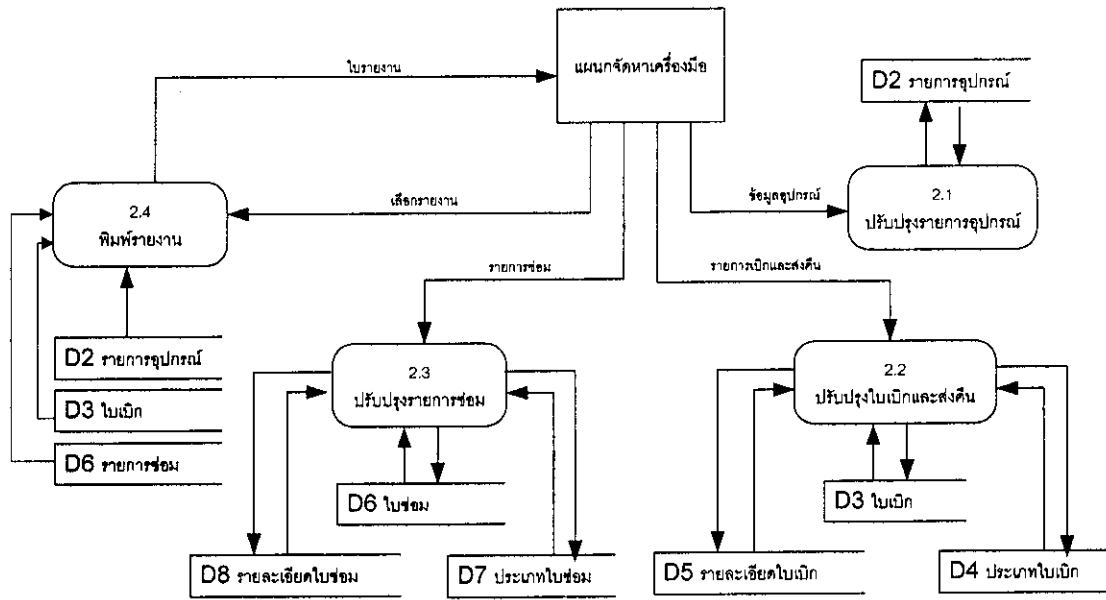 ใบรายงาน
แผนกจัดหาเครื่องมือ
D2 รายการอุปกรณ์
2.4
พิมพ์รายงาน
เลือกรายงาน
ข้อมูลอุปกรณ์
2.1
ปรับปรุงรายการอุปกรณ์
รายการซ่อม
รายการเบิกและส่งคืน
D2 รายการอุปกรณ์
D3 ใบเบิก
D6 รายการซ่อม
2.3
ปรับปรุงรายการซ่อม
2.2
ปรับปรุงใบเบิกและส่งคืน
D6 ใบซ่อม
D3 ใบเบิก
D8 รายละเอียดใบซ่อม
D7 ประเภทใบซ่อม
D5 รายละเอียดใบเบิก
D4 ประเภทใบเบิก